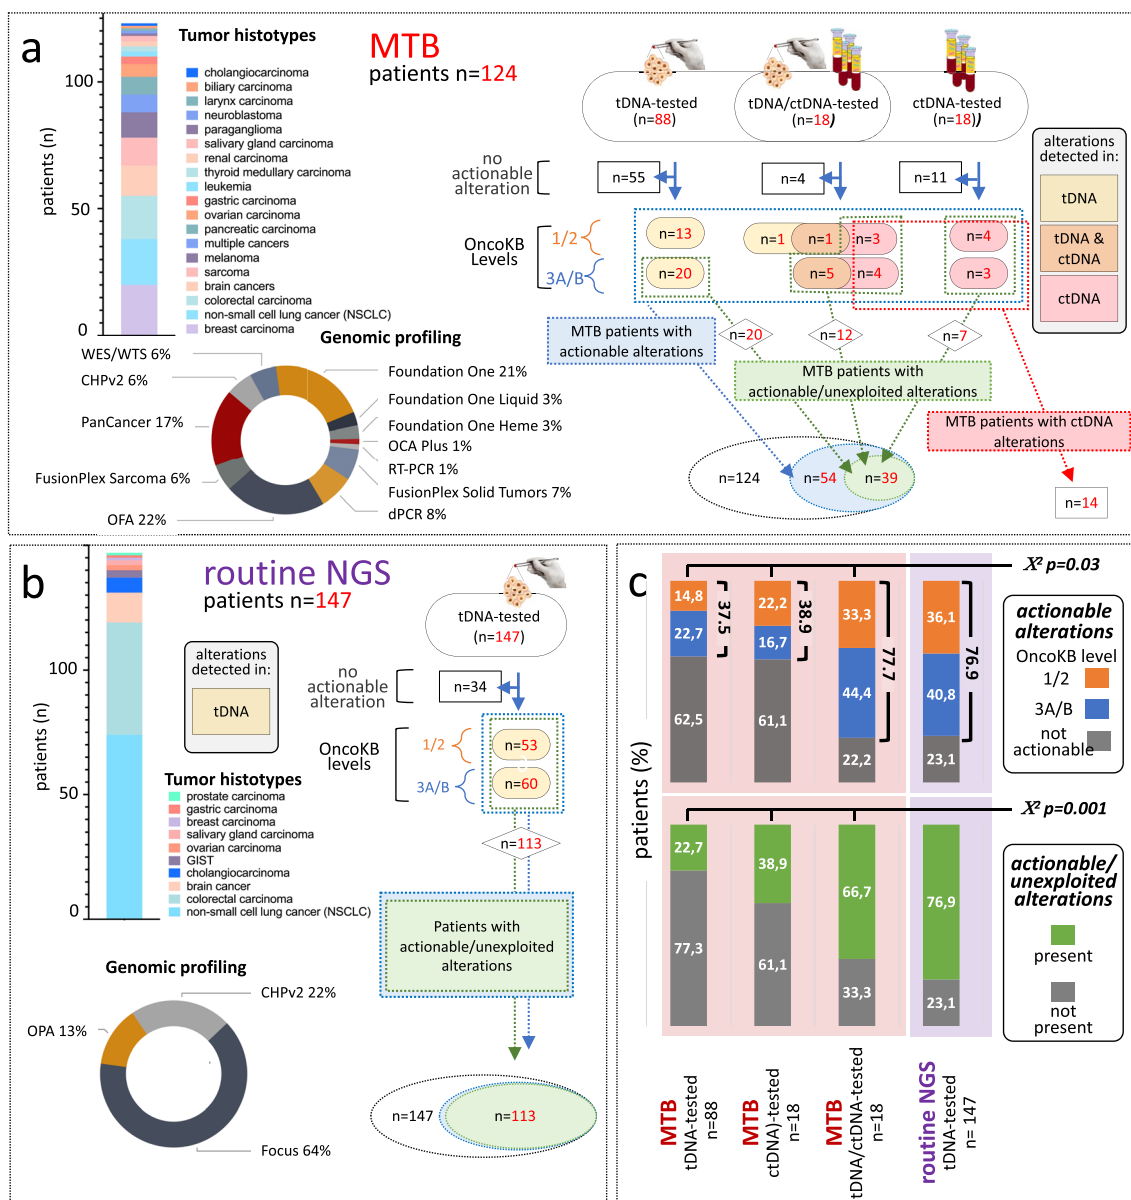 a
Tumor histotypes
MTB
patients n=124
patients (n)
100
50
0
cholangiocarcinoma
biliary carcinoma
larynx carcinoma
neuroblastoma
paraganglioma
salivary gland carcinoma
renal carcinoma
thyroid medullary carcinoma
leukemia
gastric carcinoma
ovarian carcinoma
pancreatic carcinoma
multiple cancers
melanoma
sarcoma
brain cancers
colorectal carcinoma
non-small cell lung cancer (NSCLC)
breast carcinoma
Genomic profiling
WES/WTS 6%
CHPv2 6%
PanCancer 17%
FusionPlex Sarcoma 6%
OFA 22%
Foundation One 21%
Foundation One Liquid 3%
Foundation One Heme 3%
OCA Plus 1%
RT-PCR 1%
FusionPlex Solid Tumors 7%
dPCR 8%
tDNA-tested
(n=88)
tDNA/ctDNA-tested
(n=18)
ctDNA-tested
(n=18))
alterations
detected in:
tDNA
tDNA &
ctDNA
ctDNA
no
actionable
alteration
n=55
n=4
n=11
OncoKB
Levels
1/2
3A/B
n=13
n=1
n=1
n=3
n=4
n=20
n=5
n=4
n=3
MTB patients with
actionable alterations
n=20
n=12
n=7
MTB patients with
actionable/unexploited alterations
MTB patients with ctDNA
alterations
n=124
n=54
n=39
n=14
b
routine NGS
patients n=147
patients (n)
100
50
0
tDNA-tested
(n=147)
alterations
detected in:
tDNA
no
actionable
alteration
n=34
OncoKB
levels
1/2
3A/B
n=53
n=60
n=113
Tumor histotypes
prostate carcinoma
gastric carcinoma
breast carcinoma
salivary gland carcinoma
ovarian carcinoma
GIST
cholangiocarcinoma
brain cancer
colorectal carcinoma
non-small cell lung cancer (NSCLC)
Patients with
actionable/unexploited
alterations
Genomic profiling
CHPv2 22%
OPA 13%
Focus 64%
n=147
n=113
c
patients (%)
X² p=0.03
14,8
22,7
62,5
37.5
22,2
16,7
61,1
38.9
33,3
44,4
22,2
77.7
36,1
40,8
23,1
76.9
actionable
alterations
OncoKB level
1/2
3A/B
not
actionable
X² p=0.001
22,7
77,3
38,9
61,1
66,7
33,3
76,9
23,1
actionable/
unexploited
alterations
present
not
present
MTB
tDNA-tested
n=88
MTB
ctDNA)-tested
n=18
MTB
tDNA/ctDNA-tested
n=18
routine NGS
tDNA-tested
n= 147